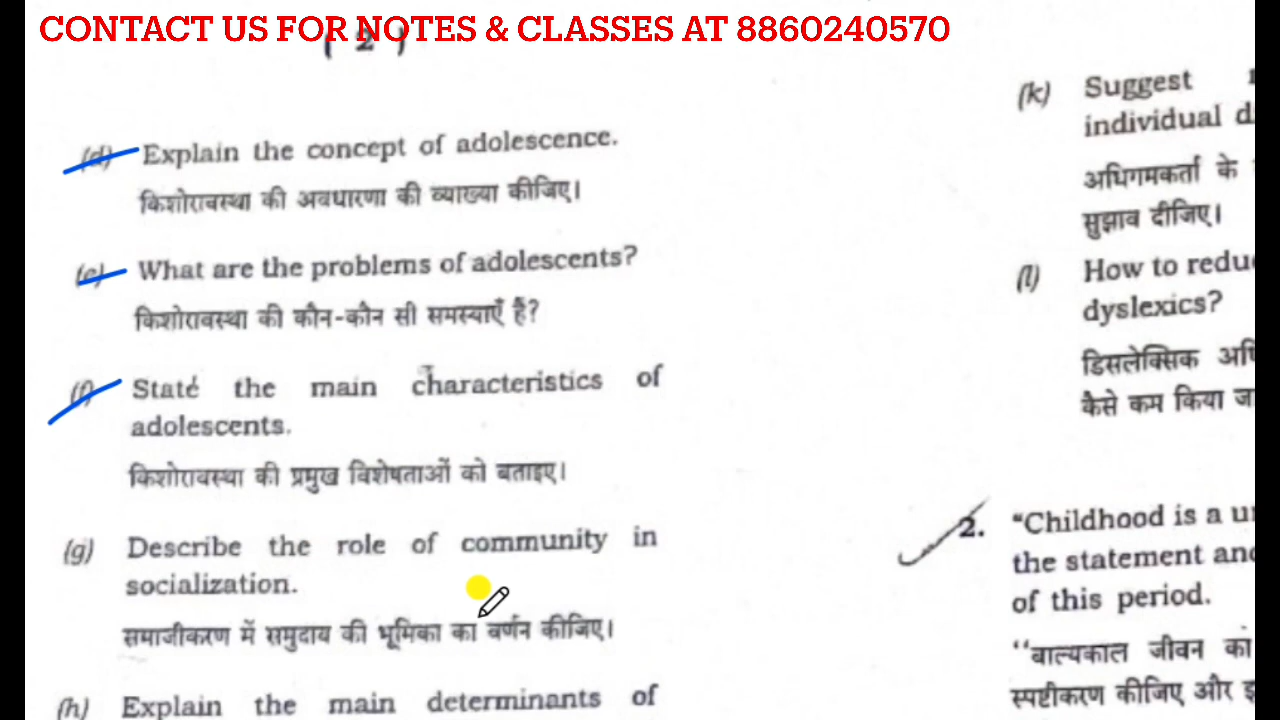 CONTACT US FOR NOTES & CLASSES AT 8860240570
( 2 )
(d) Explain the concept of adolescence.
किशोरावस्था की अवधारणा की व्याख्या कीजिए।
(e) What are the problems of adolescents?
किशोरावस्था की कौन-कौन सी समस्याएँ हैं?
(f) State the main characteristics of
adolescents.
किशोरावस्था की प्रमुख विशेषताओं को बताइए।
(g) Describe the role of community in
socialization.
समाजीकरण में समुदाय की भूमिका का वर्णन कीजिए।
(h) Explain the main determinants of
(k) Suggest
individual
अधिगमकर्ता के
सुझाव दीजिए।
(l) How to
dyslexics?
डिसलेक्सिक
कैसे कम किया
2. "Childhood is a
the statement
of this period.
''बाल्यकाल जीवन का
स्पष्टीकरण कीजिए और